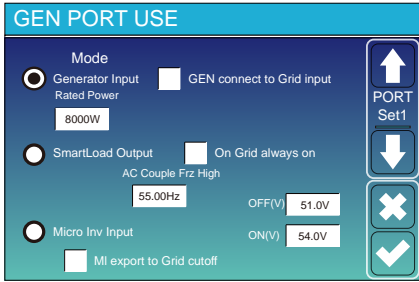 GEN PORT USE
Mode
Generator Input GEN connect to Grid input
Rated Power
PORT
Set1
8000W
SmartLoad Output On Grid always on
AC Couple Frz High
55.00Hz
OFF(V) 51.0V
Micro Inv Input
ON(V) 54.0V
MI export to Grid cutoff